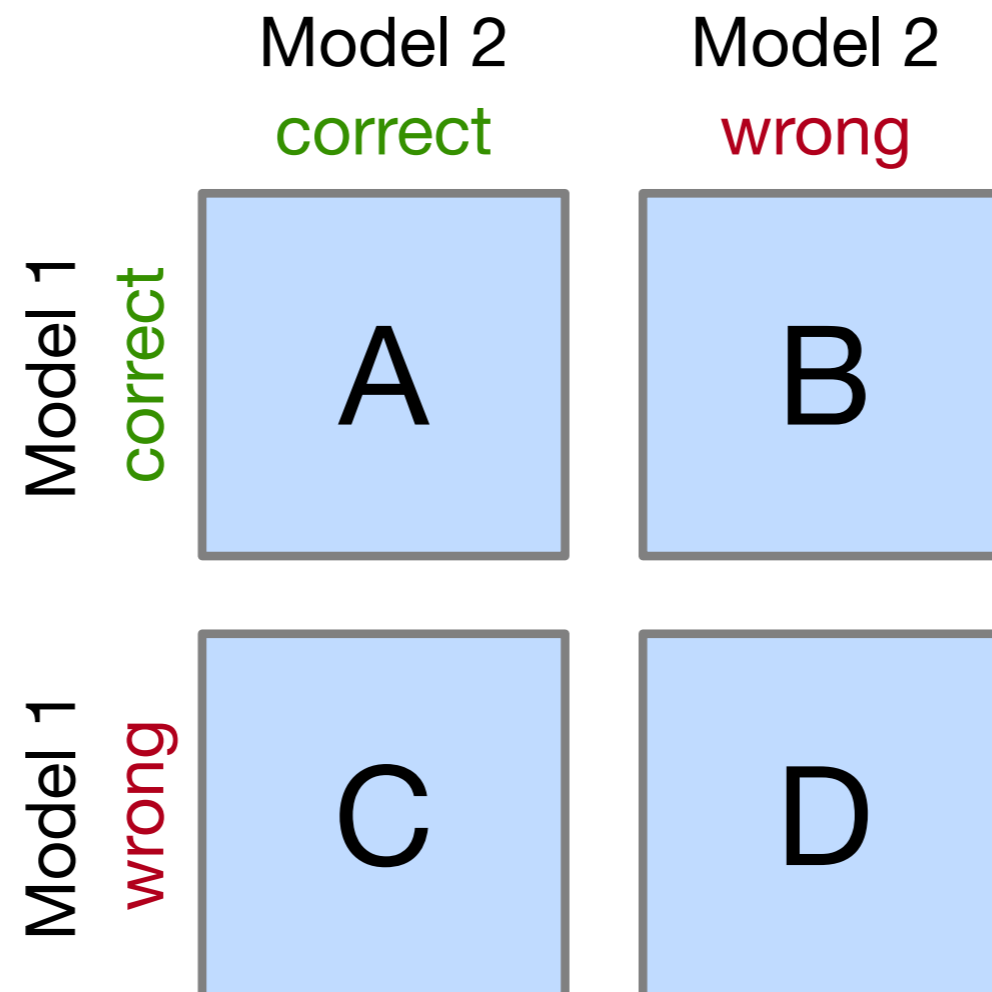 Model 2 Model 2
correct wrong
Model 1
correct
A B
Model 1
wrong
C D